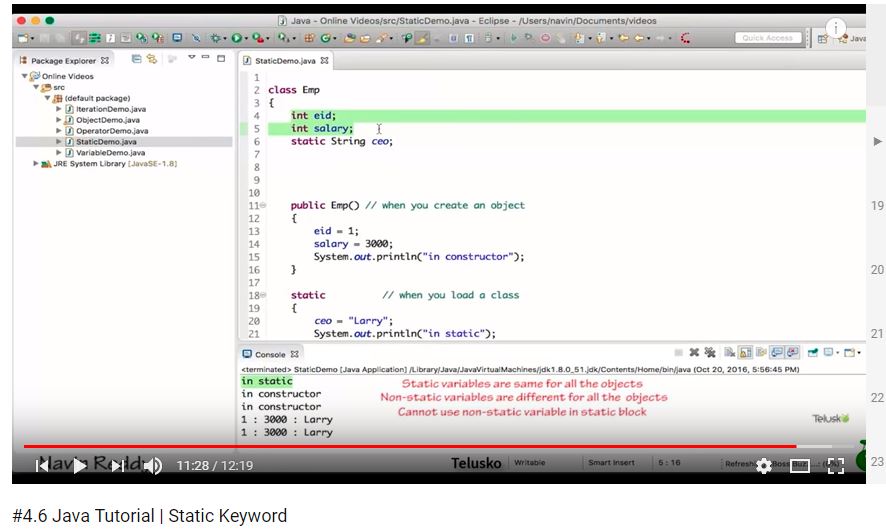 Java - Online Videos/src/StaticDemo.java - Eclipse - /Users/navin/Documents/videos
Quick Access
Java
Package Explorer
StaticDemo.java
Online Videos
src
(default package)
IterationDemo.java
ObjectDemo.java
OperatorDemo.java
StaticDemo.java
VariableDemo.java
JRE System Library [JavaSE-1.8]
1
2 class Emp
3 {
4 int eid;
5 int salary;
6 static String ceo;
7
8
9
10
11 public Emp() // when you create an object
12 {
13 eid = 1;
14 salary = 3000;
15 System.out.println("in constructor");
16 }
17
18 static // when you load a class
19 {
20 ceo = "Larry";
21 System.out.println("in static");
19
20
21
22
23
Console
<terminated> StaticDemo [Java Application] /Library/Java/JavaVirtualMachines/jdk1.8.0_51.jdk/Contents/Home/bin/java (Oct 20, 2016, 5:56:45 PM)
in static
in constructor
in constructor
1 : 3000 : Larry
1 : 3000 : Larry
Static variables are same for all the objects
Non-static variables are different for all the objects
Cannot use non-static variable in static block
Telusko
Navin Reddy
11:28 / 12:19
Telusko
Writable
Smart Insert
5 : 16
#4.6 Java Tutorial | Static Keyword